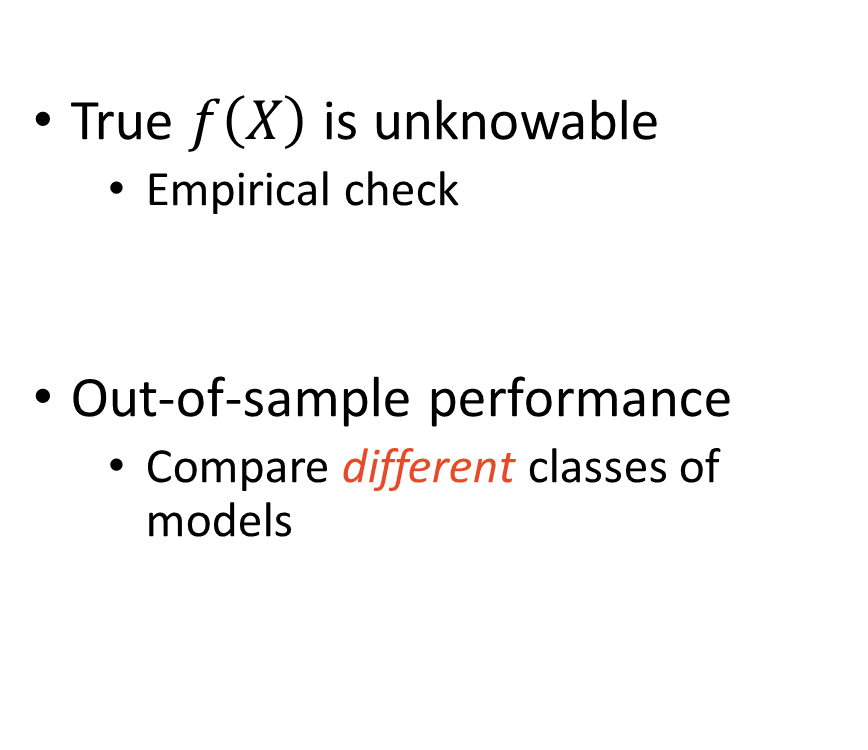 • True f(X) is unknowable
• Empirical check
• Out-of-sample performance
• Compare different classes of
models